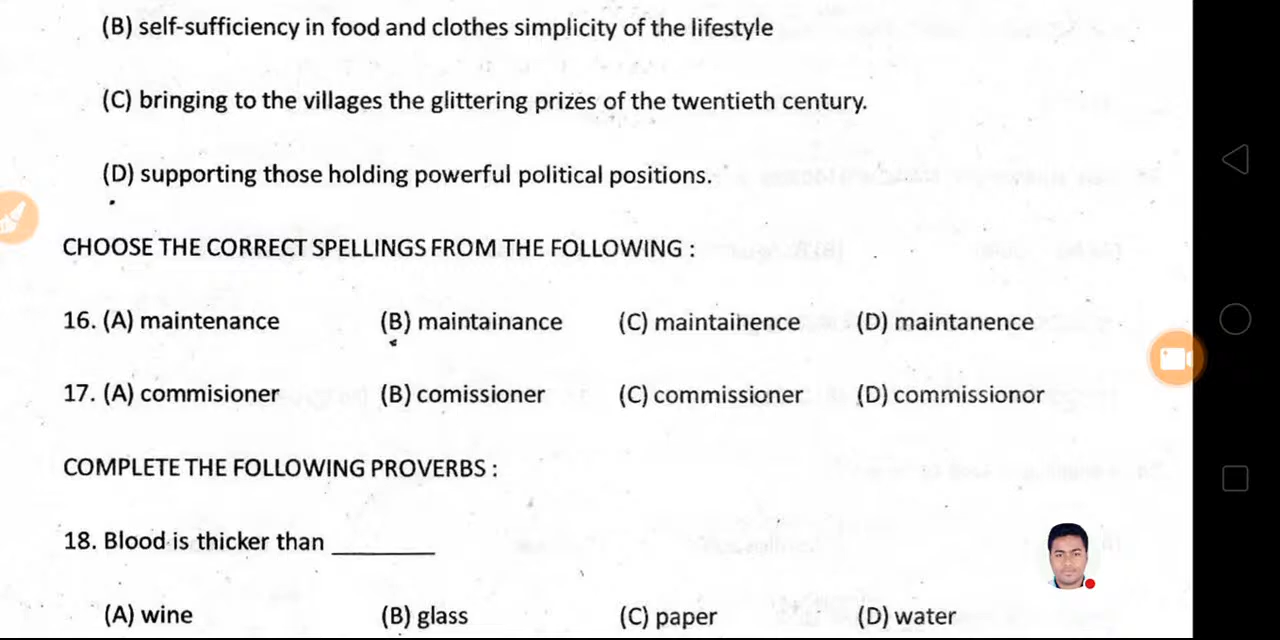 (B) self-sufficiency in food and clothes simplicity of the lifestyle
(C) bringing to the villages the glittering prizes of the twentieth century.
(D) supporting those holding powerful political positions.
CHOOSE THE CORRECT SPELLINGS FROM THE FOLLOWING :
16. (A) maintenance (B) maintainance (C) maintainence (D) maintanence
17. (A) commisioner (B) comissioner (C) commissioner (D) commissionor
COMPLETE THE FOLLOWING PROVERBS :
18. Blood is thicker than ________
(A) wine (B) glass (C) paper (D) water